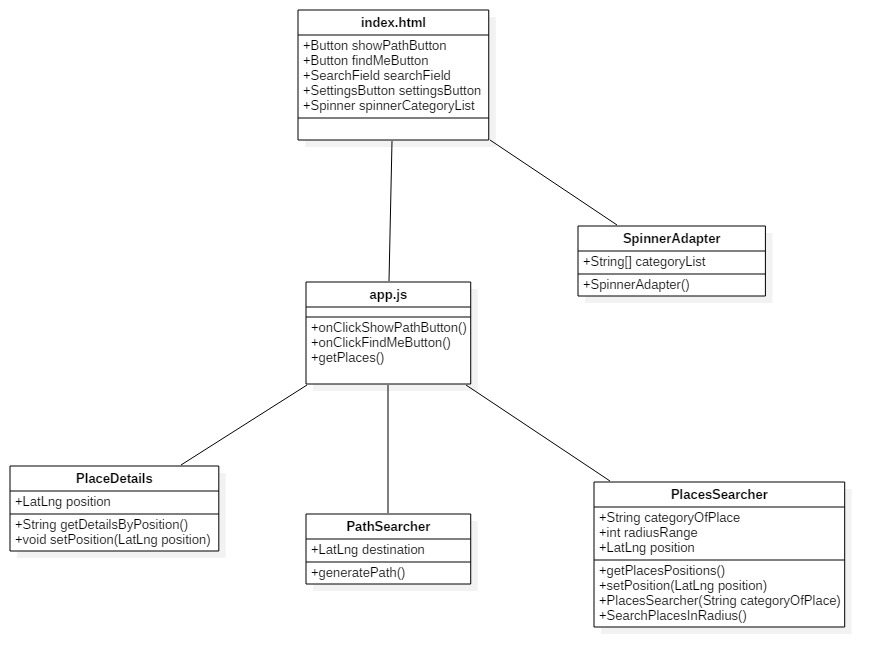 index.html
+Button showPathButton
+Button findMeButton
+SearchField searchField
+SettingsButton settingsButton
+Spinner spinnerCategoryList
SpinnerAdapter
+String[] categoryList
+SpinnerAdapter()
app.js
+onClickShowPathButton()
+onClickFindMeButton()
+getPlaces()
PlaceDetails
+LatLng position
+String getDetailsByPosition()
+void setPosition(LatLng position)
PathSearcher
+LatLng destination
+generatePath()
PlacesSearcher
+String categoryOfPlace
+int radiusRange
+LatLng position
+getPlacesPositions()
+setPosition(LatLng position)
+PlacesSearcher(String categoryOfPlace)
+SearchPlacesInRadius()